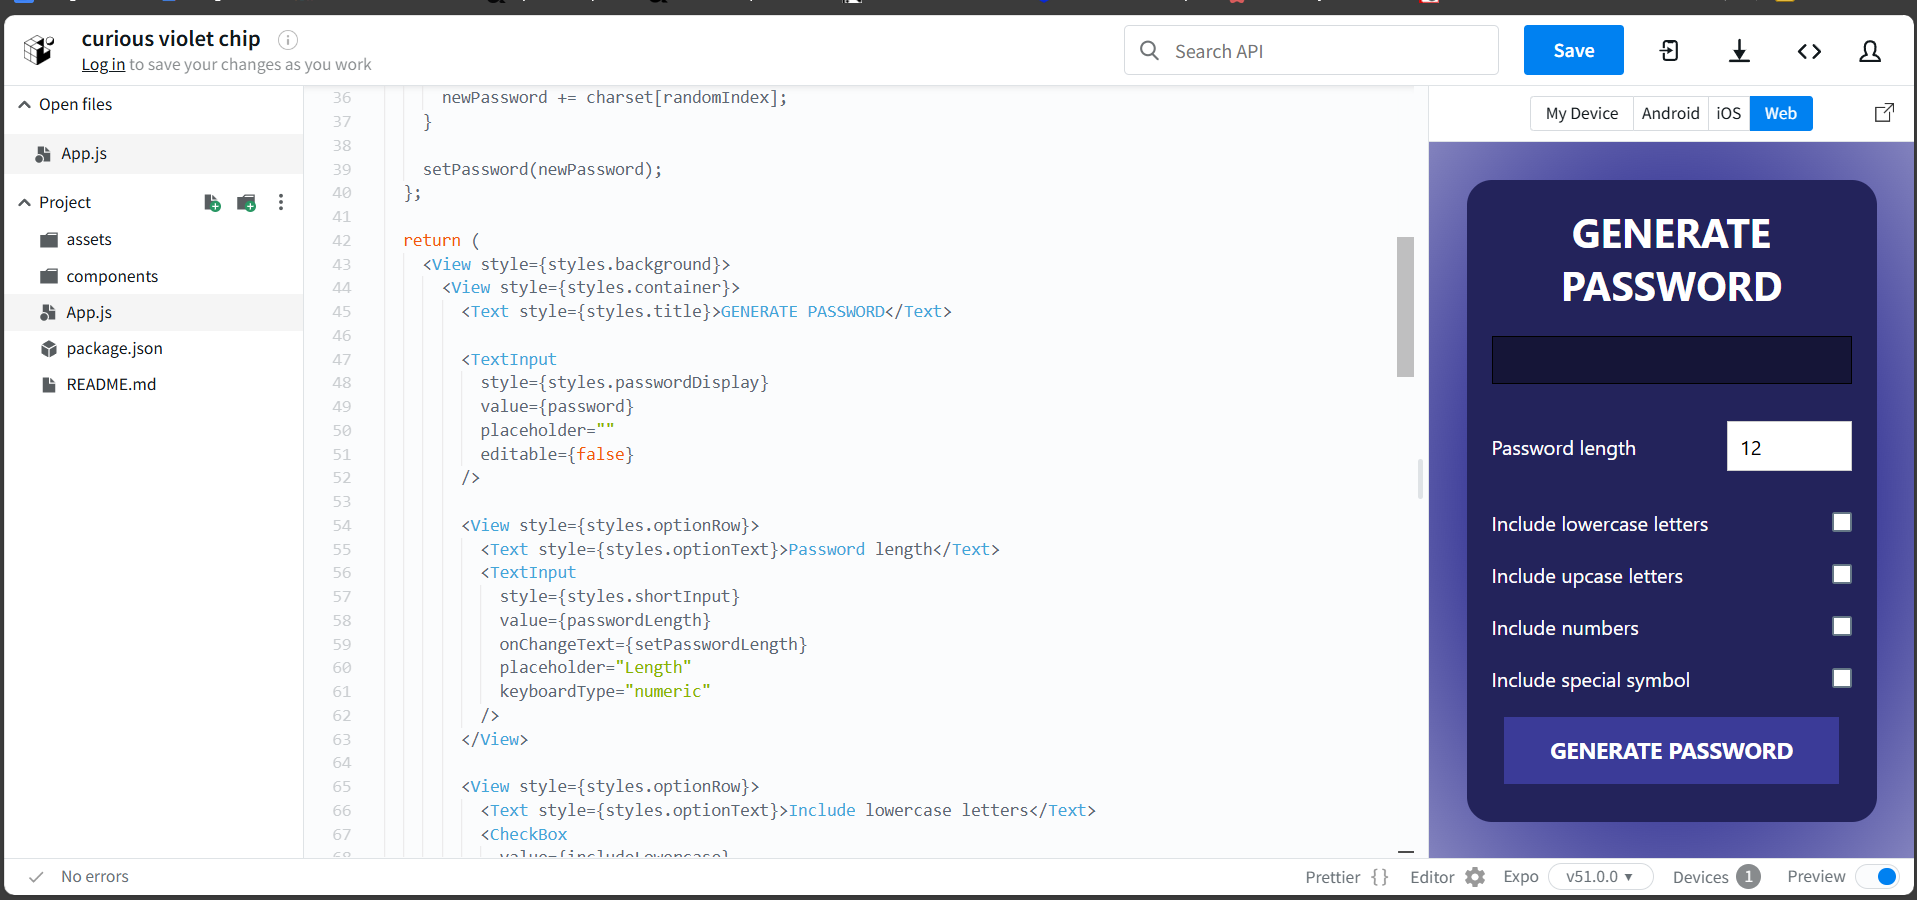 curious violet chip
Log in to save your changes as you work
Search API
Save
Open files
App.js
Project
assets
components
App.js
package.json
README.md
36 newPassword += charset[randomIndex];
37 }
38
39 setPassword(newPassword);
40 };
41
42 return (
43 <View style={styles.background}>
44 <View style={styles.container}>
45 <Text style={styles.title}>GENERATE PASSWORD</Text>
46
47 <TextInput
48 style={styles.passwordDisplay}
49 value={password}
50 placeholder=""
51 editable={false}
52 />
53
54 <View style={styles.optionRow}>
55 <Text style={styles.optionText}>Password length</Text>
56 <TextInput
57 style={styles.shortInput}
58 value={passwordLength}
59 onChangeText={setPasswordLength}
60 placeholder="Length"
61 keyboardType="numeric"
62 />
63 </View>
64
65 <View style={styles.optionRow}>
66 <Text style={styles.optionText}>Include lowercase letters</Text>
67 <CheckBox
68 value={includeLowercase}
My Device Android iOS Web
GENERATE
PASSWORD
Password length 12
Include lowercase letters
Include upcase letters
Include numbers
Include special symbol
GENERATE PASSWORD
No errors
Prettier {} Editor Expo v51.0.0 Devices 1 Preview